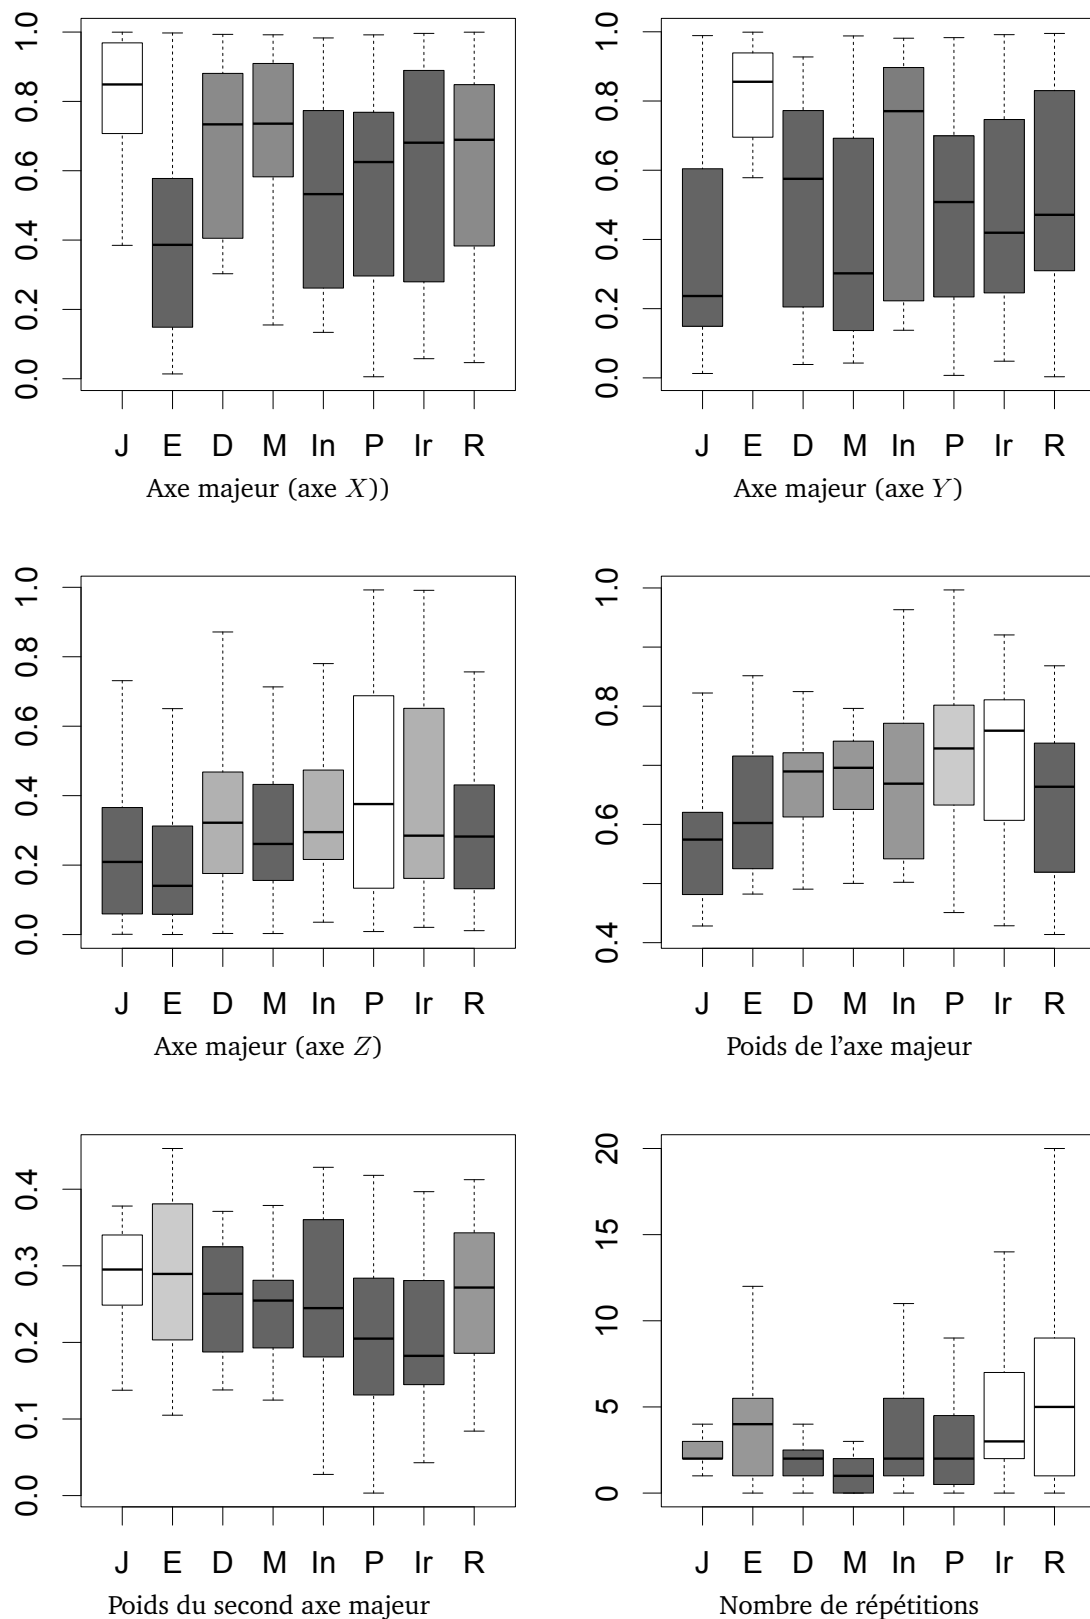 1.0
0.8
0.6
0.4
0.2
0.0
J E D M In P Ir R
Axe majeur (axe X))
1.0
0.8
0.6
0.4
0.2
0.0
J E D M In P Ir R
Axe majeur (axe Y)
1.0
0.8
0.6
0.4
0.2
0.0
J E D M In P Ir R
Axe majeur (axe Z)
1.0
0.8
0.6
0.4
J E D M In P Ir R
Poids de l'axe majeur
0.4
0.3
0.2
0.1
0.0
J E D M In P Ir R
Poids du second axe majeur
20
15
10
5
0
J E D M In P Ir R
Nombre de répétitions